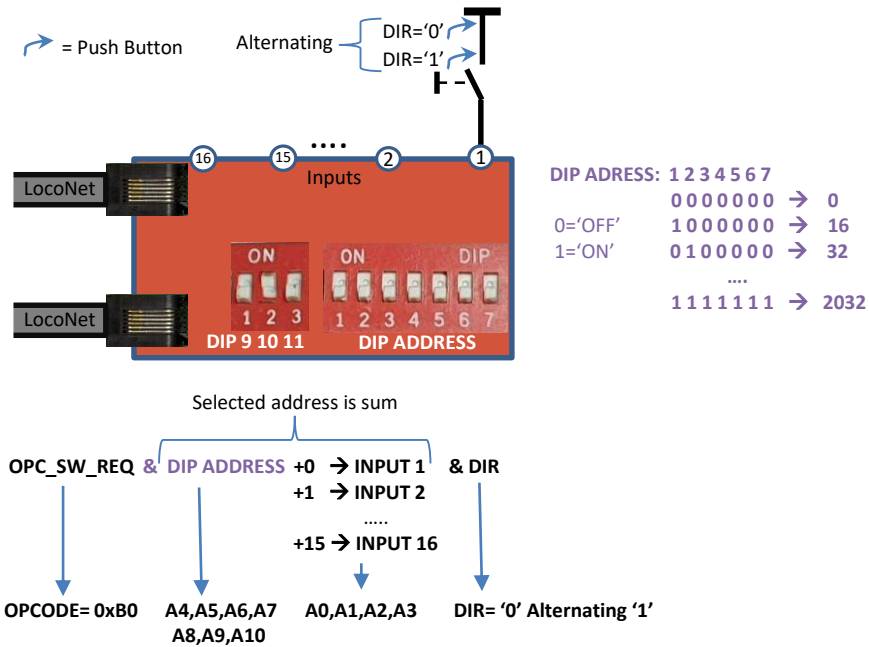 = Push Button
Alternating
DIR=‘0’
DIR=‘1’
16
15
....
2
1
Inputs
LocoNet
LocoNet
ON
1 2 3
DIP 9 10 11
ON DIP
1 2 3 4 5 6 7
DIP ADDRESS
DIP ADRESS: 1 2 3 4 5 6 7
0 0 0 0 0 0 0 → 0
0=‘OFF’ 1 0 0 0 0 0 0 → 16
1=‘ON’ 0 1 0 0 0 0 0 → 32
....
1 1 1 1 1 1 1 → 2032
Selected address is sum
OPC_SW_REQ & DIP ADDRESS +0 → INPUT 1 & DIR
+1 → INPUT 2
.....
+15 → INPUT 16
OPCODE= 0xB0 A4,A5,A6,A7 A0,A1,A2,A3 DIR= ‘0’ Alternating ‘1’
A8,A9,A10